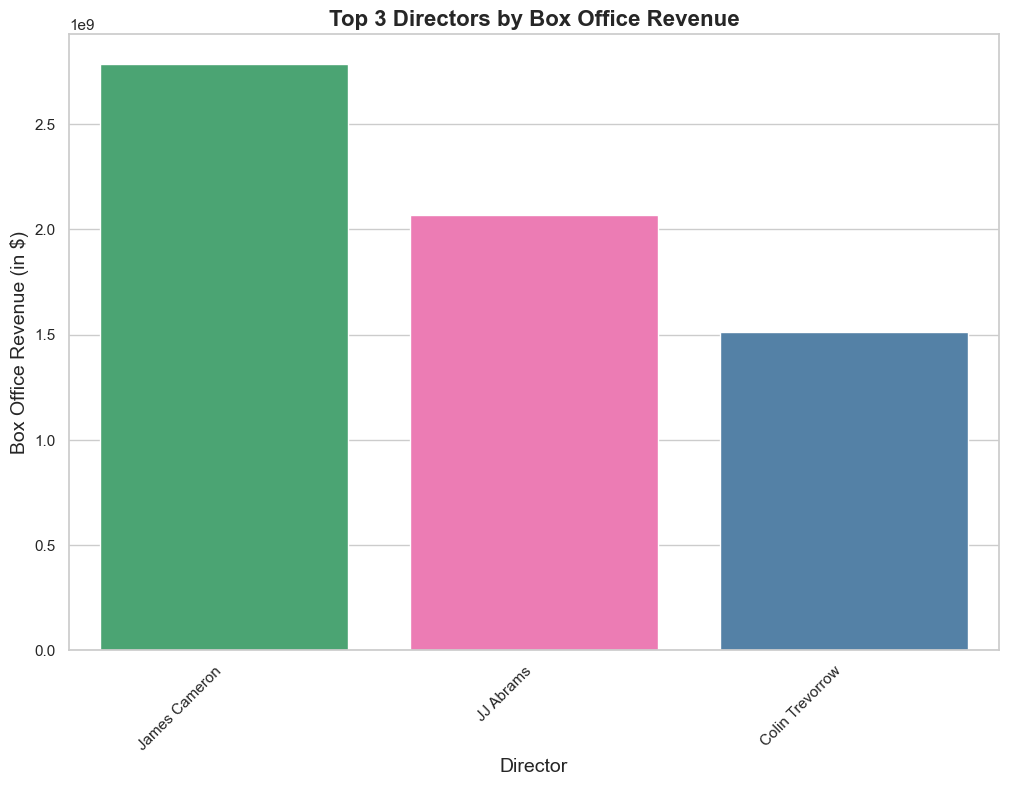 Top 3 Directors by Box Office Revenue
1e9
2.5
2.0
1.5
1.0
0.5
0.0
Box Office Revenue (in $)
James Cameron
JJ Abrams
Colin Trevorrow
Director